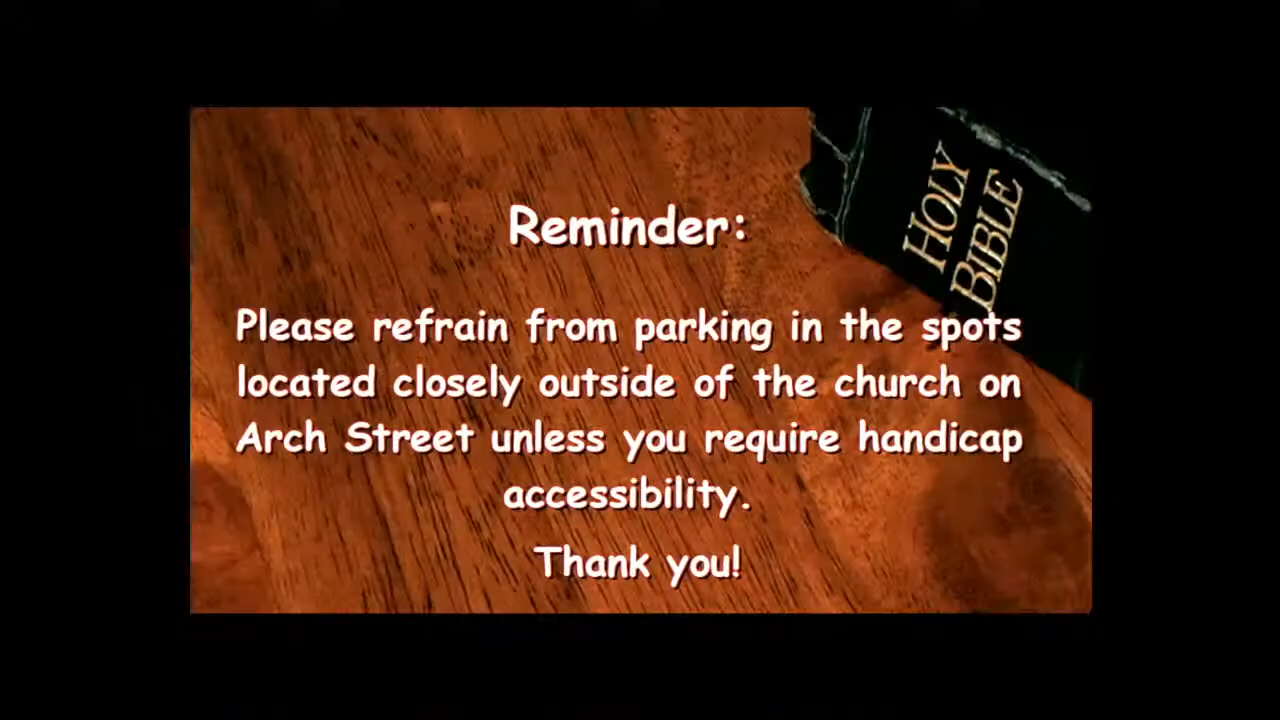 HOLY
BIBLE
Reminder:
Please refrain from parking in the spots
located closely outside of the church on
Arch Street unless you require handicap
accessibility.
Thank you!